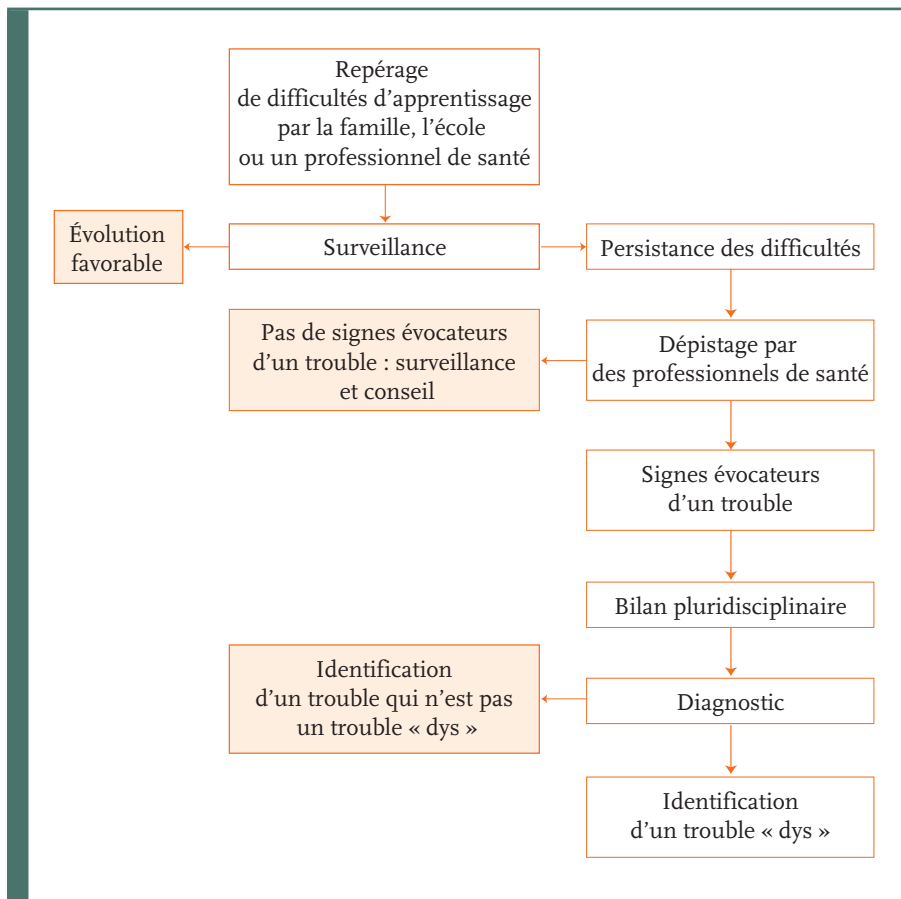 Repérage
de difficultés d’apprentissage
par la famille, l’école
ou un professionnel de santé
Évolution
favorable
Surveillance
Persistance des difficultés
Pas de signes évocateurs
d’un trouble : surveillance
et conseil
Dépistage par
des professionnels de santé
Signes évocateurs
d’un trouble
Bilan pluridisciplinaire
Identification
d’un trouble qui n’est pas
un trouble « dys »
Diagnostic
Identification
d’un trouble « dys »